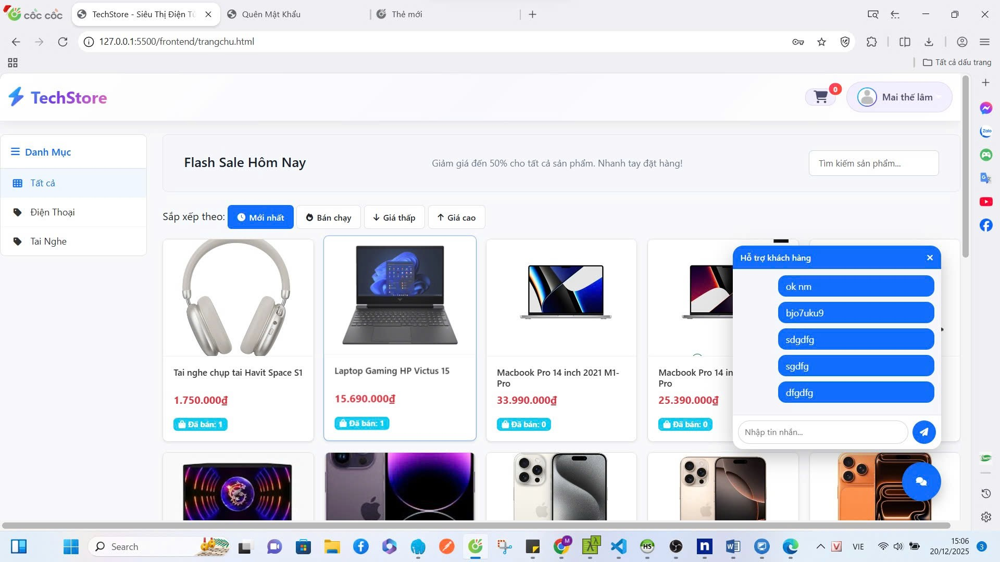 cốc cốc
TechStore - Siêu Thị Điện Tử
Quên Mật Khẩu
Thẻ mới
127.0.0.1:5500/frontend/trangchu.html
Tất cả dấu trang
TechStore
0
Mai thế lâm
Danh Mục
Tất cả
Điện Thoại
Tai Nghe
Flash Sale Hôm Nay
Giảm giá đến 50% cho tất cả sản phẩm. Nhanh tay đặt hàng!
Tìm kiếm sản phẩm...
Sắp xếp theo:
Mới nhất
Bán chạy
Giá thấp
Giá cao
Tai nghe chụp tai Havit Space S1
1.750.000₫
Đã bán: 1
Laptop Gaming HP Victus 15
15.690.000₫
Đã bán: 1
Macbook Pro 14 inch 2021 M1-
Pro
33.990.000₫
Đã bán: 0
Macbook Pro 14 in
Pro
25.390.000₫
Đã bán: 0
Hỗ trợ khách hàng
ok nm
bjo7uku9
sdgdfg
sgdfg
dfgdfg
Nhập tin nhắn...
Zalo
Search
M
HS
VIE
15:06
20/12/2025
3